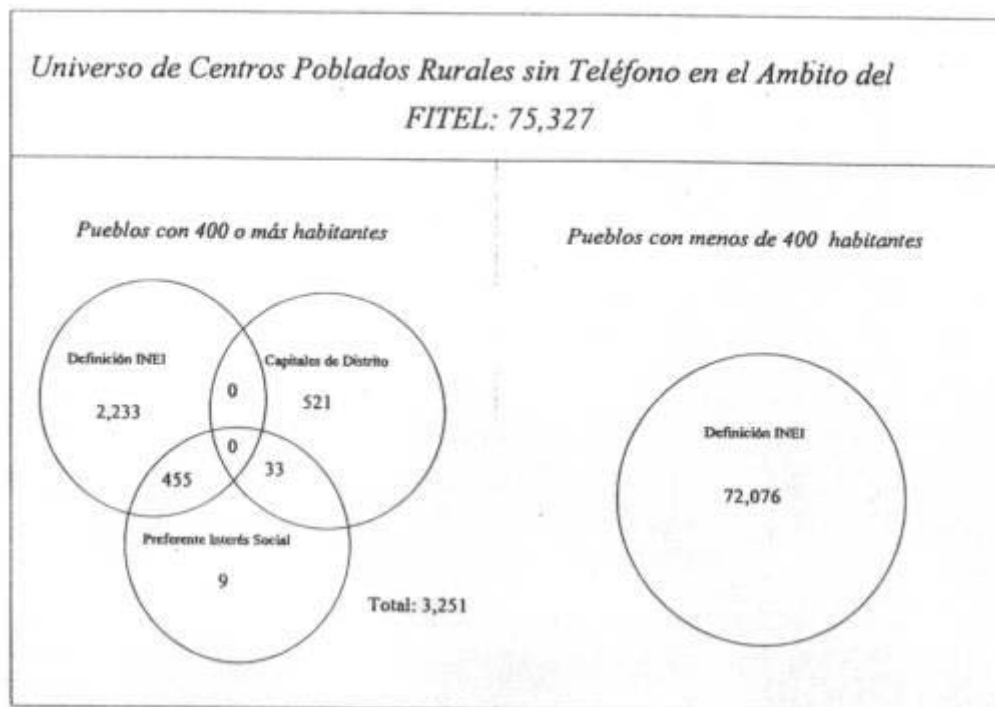 Universo de Centros Poblados Rurales sin Teléfono en el Ambito del
FITEL: 75,327
Pueblos con 400 o más habitantes
Definición INEI
2,233
0
Capitales de Distrito
521
0
455
33
Preferente Interés Social
9
Total: 3,251
Pueblos con menos de 400 habitantes
Definición INEI
72,076